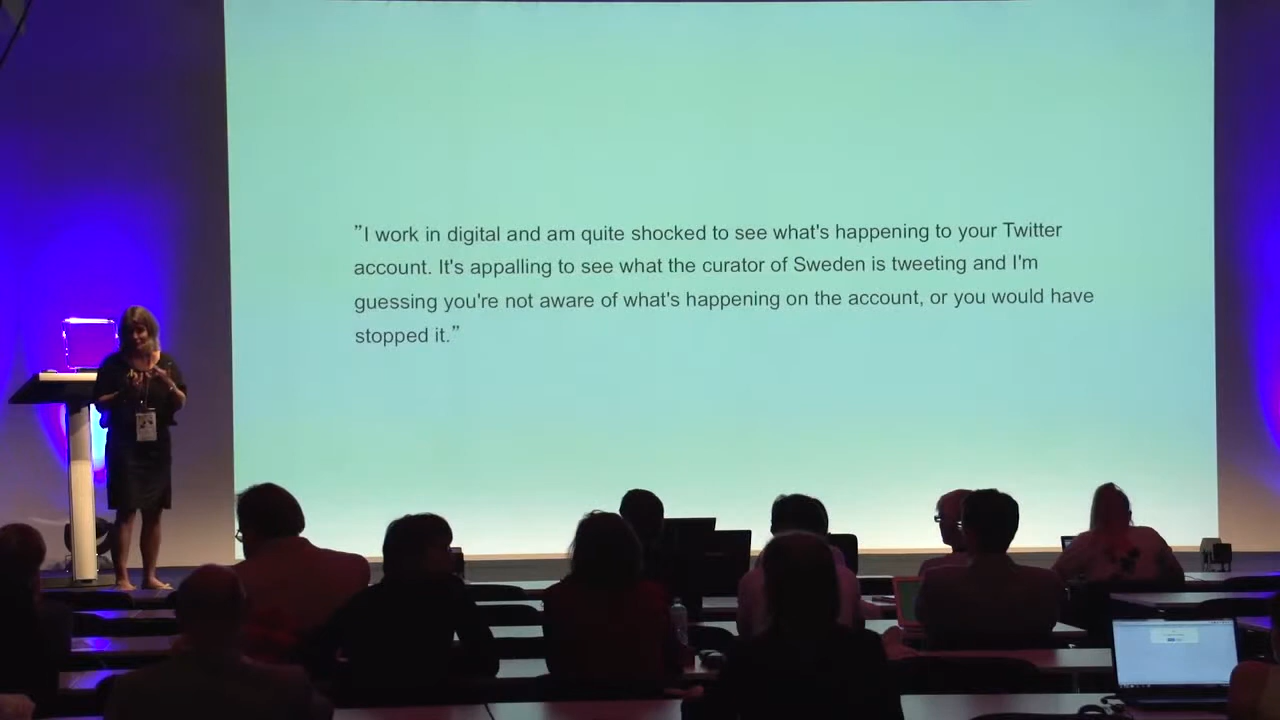 ”I work in digital and am quite shocked to see what's happening to your Twitter
account. It's appalling to see what the curator of Sweden is tweeting and I'm
guessing you're not aware of what's happening on the account, or you would have
stopped it.”